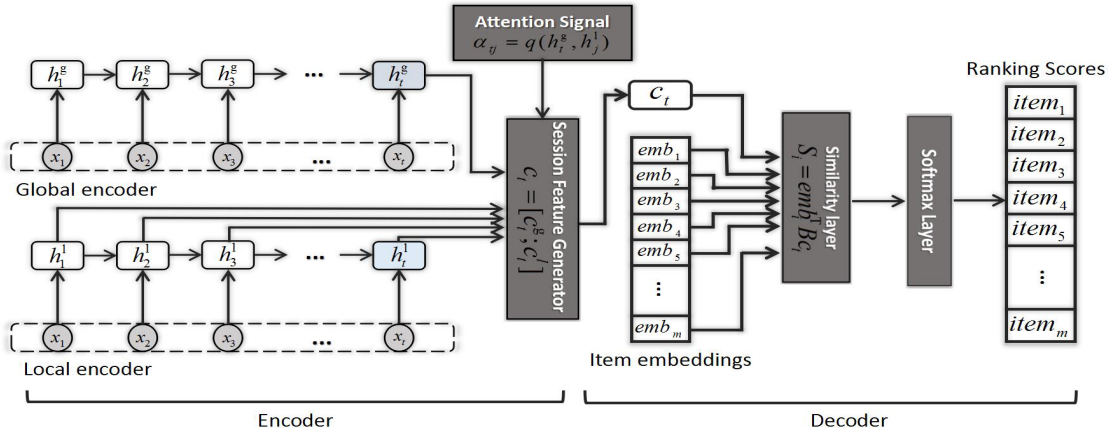 Attention Signal
α_tj = q(h_t^g, h_j^l)
h_1^g h_2^g h_3^g ... h_t^g
x_1 x_2 x_3 ... x_t
Global encoder
h_1^l h_2^l h_3^l ... h_t^l
x_1 x_2 x_3 ... x_t
Local encoder
Session Feature Generator
c_t = [c_t^g; c_t^l]
c_t
emb_1
emb_2
emb_3
emb_4
emb_5
...
emb_m
Item embeddings
Similarity layer
S_i = emb_i^T B c_t
Softmax Layer
Ranking Scores
item_1
item_2
item_3
item_4
item_5
...
item_m
Encoder
Decoder